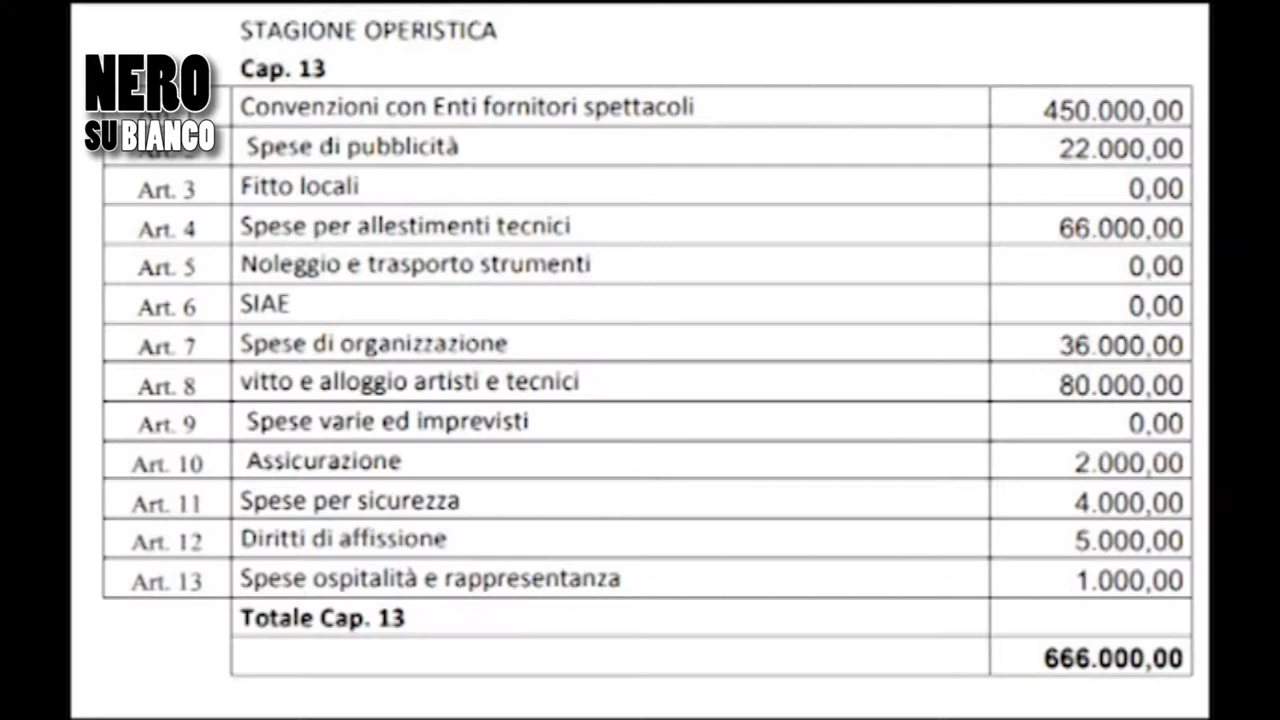 STAGIONE OPERISTICA
Cap. 13
NERO
SU BIANCO
Convenzioni con Enti fornitori spettacoli 450.000,00
Spese di pubblicità 22.000,00
Art. 3 Fitto locali 0,00
Art. 4 Spese per allestimenti tecnici 66.000,00
Art. 5 Noleggio e trasporto strumenti 0,00
Art. 6 SIAE 0,00
Art. 7 Spese di organizzazione 36.000,00
Art. 8 vitto e alloggio artisti e tecnici 80.000,00
Art. 9 Spese varie ed imprevisti 0,00
Art. 10 Assicurazione 2.000,00
Art. 11 Spese per sicurezza 4.000,00
Art. 12 Diritti di affissione 5.000,00
Art. 13 Spese ospitalità e rappresentanza 1.000,00
Totale Cap. 13
666.000,00